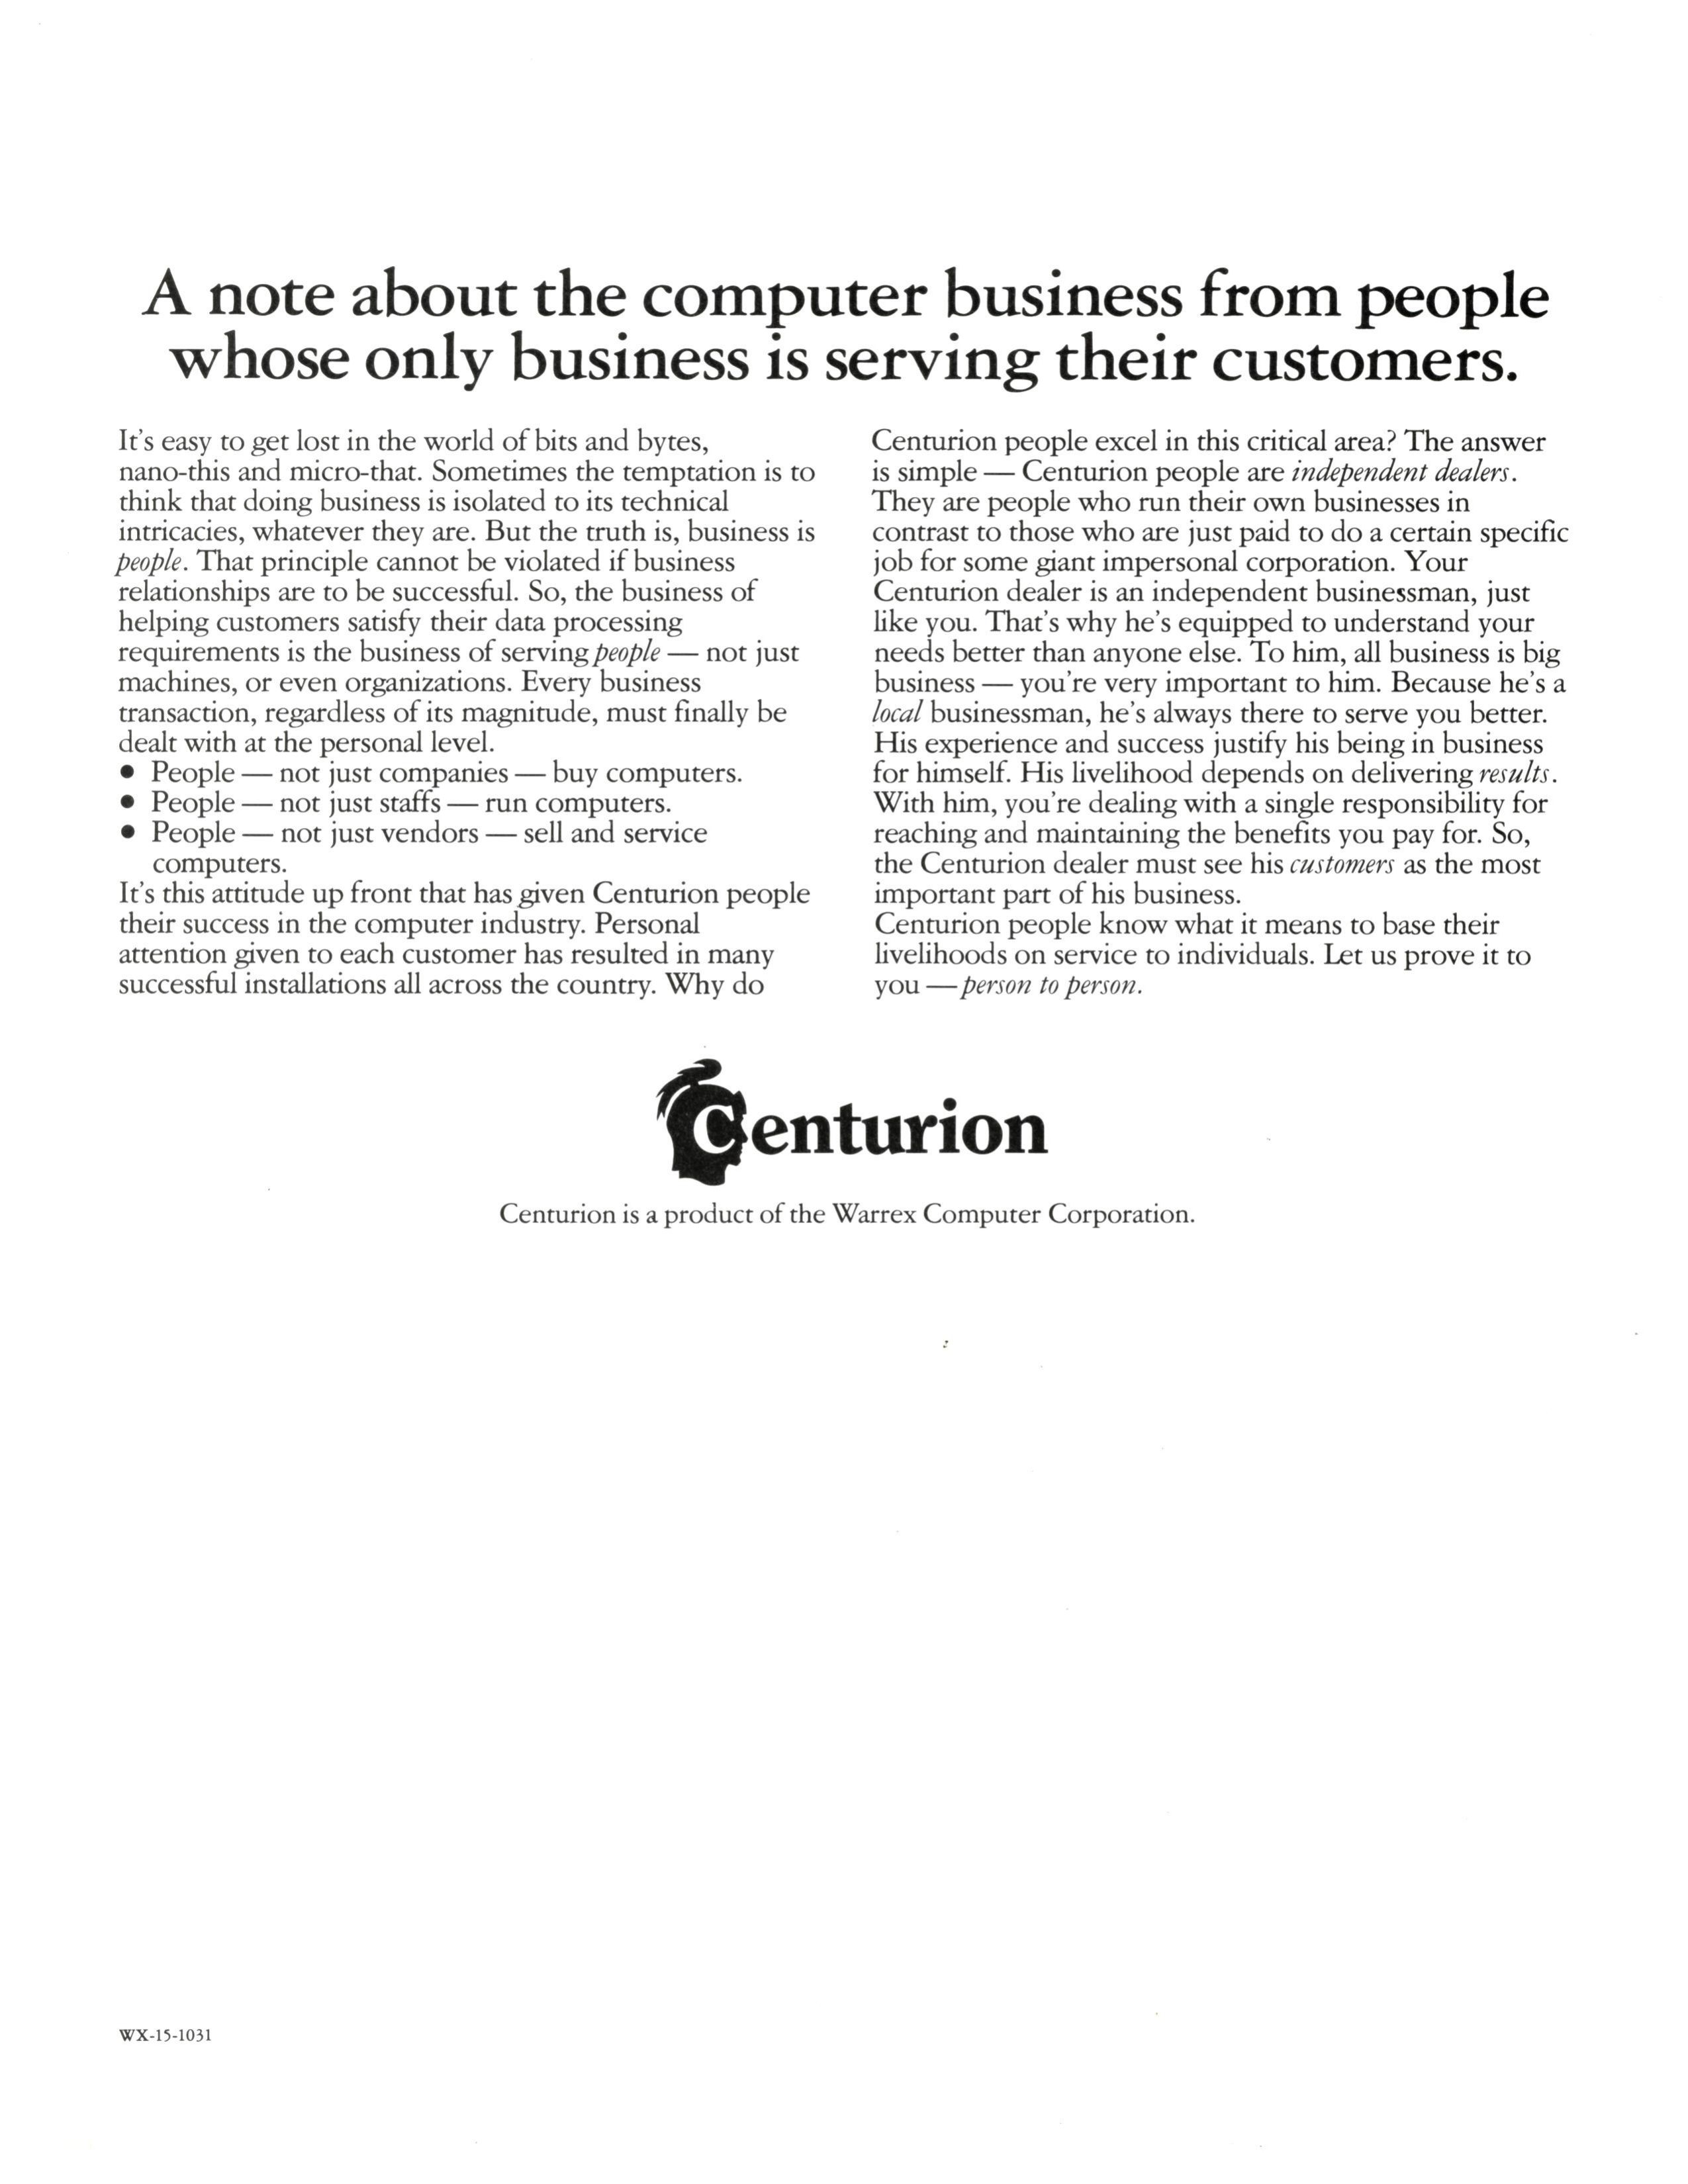 A note about the computer business from people
whose only business is serving their customers.
It's easy to get lost in the world of bits and bytes,
nano-this and micro-that. Sometimes the temptation is to
think that doing business is isolated to its technical
intricacies, whatever they are. But the truth is, business is
people. That principle cannot be violated if business
relationships are to be successful. So, the business of
helping customers satisfy their data processing
requirements is the business of serving people — not just
machines, or even organizations. Every business
transaction, regardless of its magnitude, must finally be
dealt with at the personal level.
• People — not just companies — buy computers.
• People — not just staffs — run computers.
• People — not just vendors — sell and service
computers.
It's this attitude up front that has given Centurion people
their success in the computer industry. Personal
attention given to each customer has resulted in many
successful installations all across the country. Why do
Centurion people excel in this critical area? The answer
is simple — Centurion people are independent dealers.
They are people who run their own businesses in
contrast to those who are just paid to do a certain specific
job for some giant impersonal corporation. Your
Centurion dealer is an independent businessman, just
like you. That's why he's equipped to understand your
needs better than anyone else. To him, all business is big
business — you're very important to him. Because he's a
local businessman, he's always there to serve you better.
His experience and success justify his being in business
for himself. His livelihood depends on delivering results.
With him, you're dealing with a single responsibility for
reaching and maintaining the benefits you pay for. So,
the Centurion dealer must see his customers as the most
important part of his business.
Centurion people know what it means to base their
livelihoods on service to individuals. Let us prove it to
you — person to person.
Centurion
Centurion is a product of the Warrex Computer Corporation.
WX-15-1031